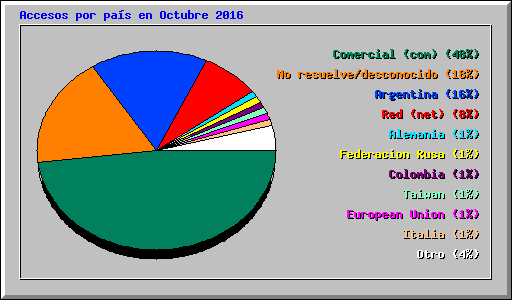 Accesos por país en Octubre 2016
Comercial (com) (48%)
No resuelve/desconocido (18%)
Argentina (16%)
Red (net) (8%)
Alemania (1%)
Federacion Rusa (1%)
Colombia (1%)
Taiwan (1%)
European Union (1%)
Italia (1%)
Otro (4%)